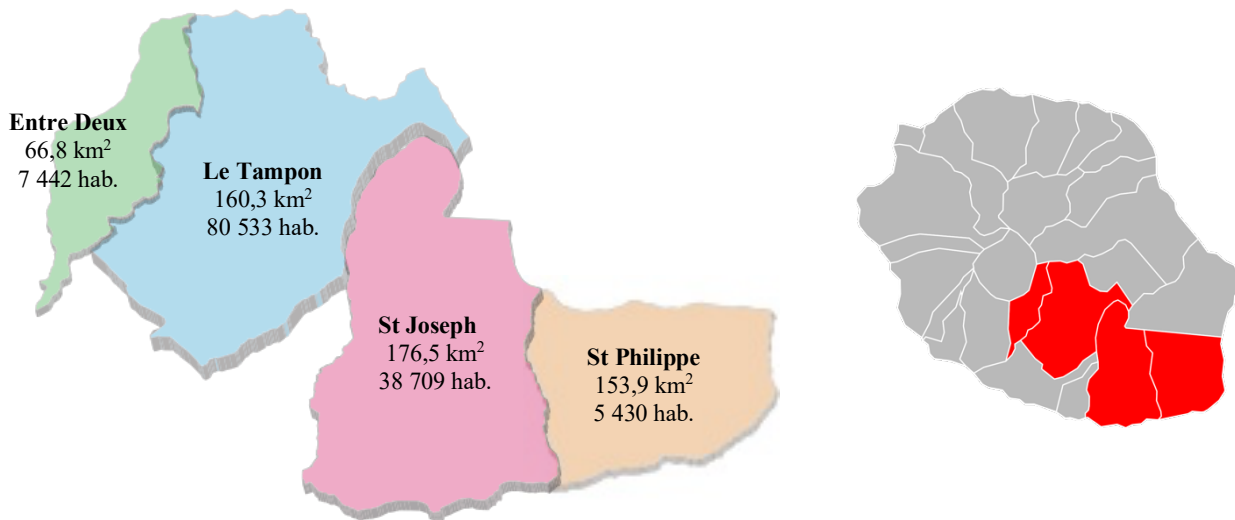 Entre Deux
66,8 km²
7 442 hab.
Le Tampon
160,3 km²
80 533 hab.
St Joseph
176,5 km²
38 709 hab.
St Philippe
153,9 km²
5 430 hab.